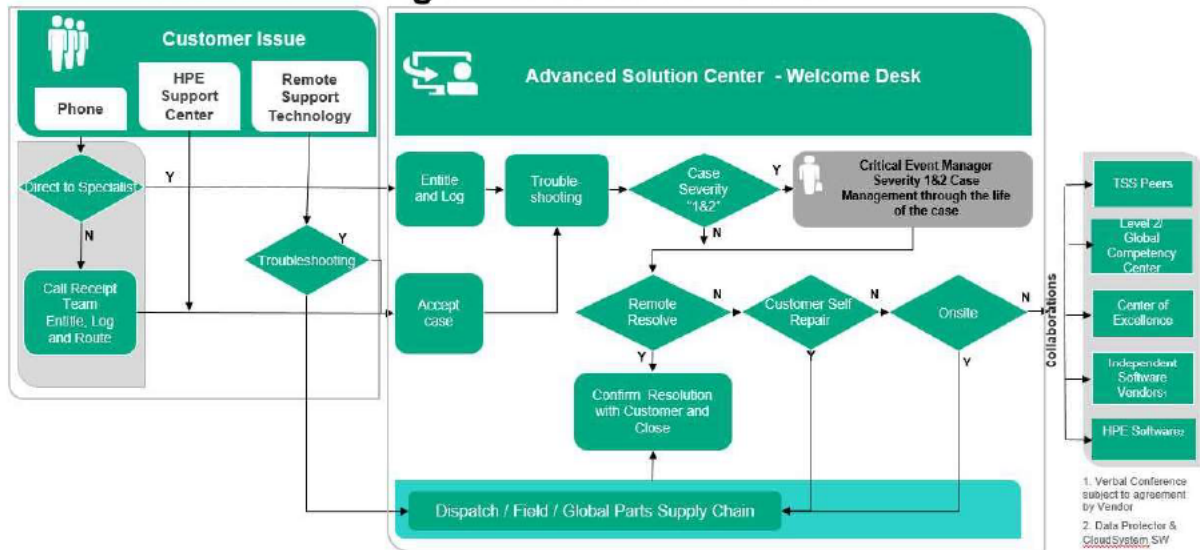 g
Customer Issue
Phone
HPE
Support
Center
Remote
Support
Technology
Direct to Specialist
Y
N
Call Receipt
Team
Entitle, Log
and Route
Y
Troubleshooting
Advanced Solution Center - Welcome Desk
Entitle
and Log
Trouble-
shooting
Case
Severity
"1&2"
Y
N
Critical Event Manager
Severity 1&2 Case
Management through the life
of the case
Accept
case
Remote
Resolve
N
Y
Customer Self
Repair
N
Y
Onsite
N
Y
Confirm Resolution
with Customer and
Close
Dispatch / Field / Global Parts Supply Chain
Collaborations
TSS Peers
Level 2/
Global
Competency
Center
Center of
Excellence
Independent
Software
Vendors1
HPE Software2
1. Verbal Conference
subject to agreement
by Vendor
2. Data Protector &
CloudSystem SW